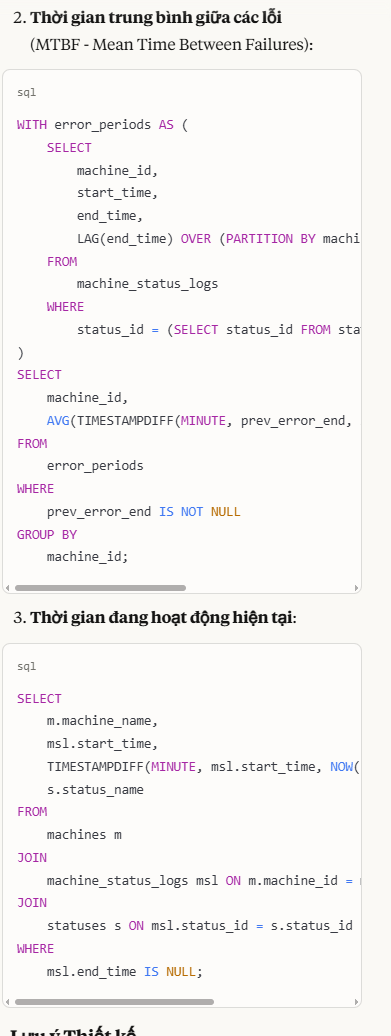 2. Thời gian trung bình giữa các lỗi
(MTBF - Mean Time Between Failures):
sql
WITH error_periods AS (
    SELECT
        machine_id,
        start_time,
        end_time,
        LAG(end_time) OVER (PARTITION BY machi
    FROM
        machine_status_logs
    WHERE
        status_id = (SELECT status_id FROM sta
)
SELECT
    machine_id,
    AVG(TIMESTAMPDIFF(MINUTE, prev_error_end,
FROM
    error_periods
WHERE
    prev_error_end IS NOT NULL
GROUP BY
    machine_id;
3. Thời gian đang hoạt động hiện tại:
sql
SELECT
    m.machine_name,
    msl.start_time,
    TIMESTAMPDIFF(MINUTE, msl.start_time, NOW(
    s.status_name
FROM
    machines m
JOIN
    machine_status_logs msl ON m.machine_id =
JOIN
    statuses s ON msl.status_id = s.status_id
WHERE
    msl.end_time IS NULL;
Lưu ý Thiết kế